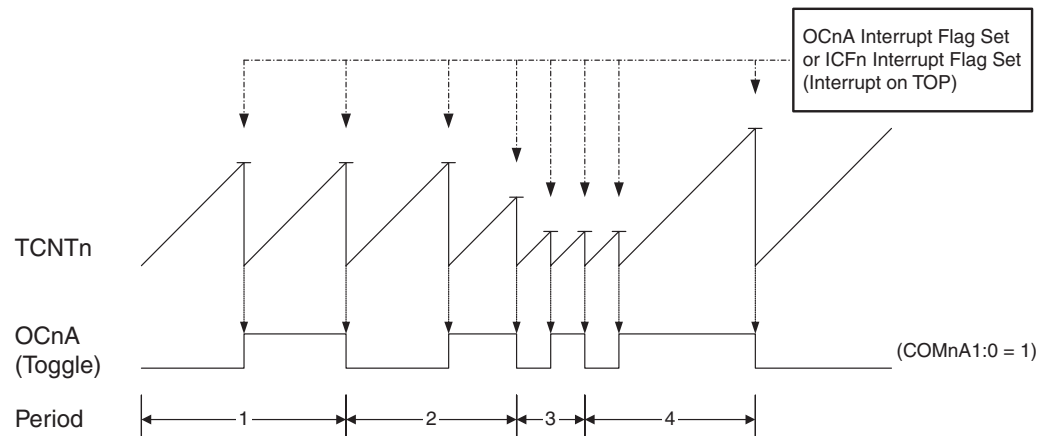 OCnA Interrupt Flag Set
or ICFn Interrupt Flag Set
(Interrupt on TOP)
TCNTn
OCnA
(Toggle)
(COMnA1:0 = 1)
Period
1
2
3
4